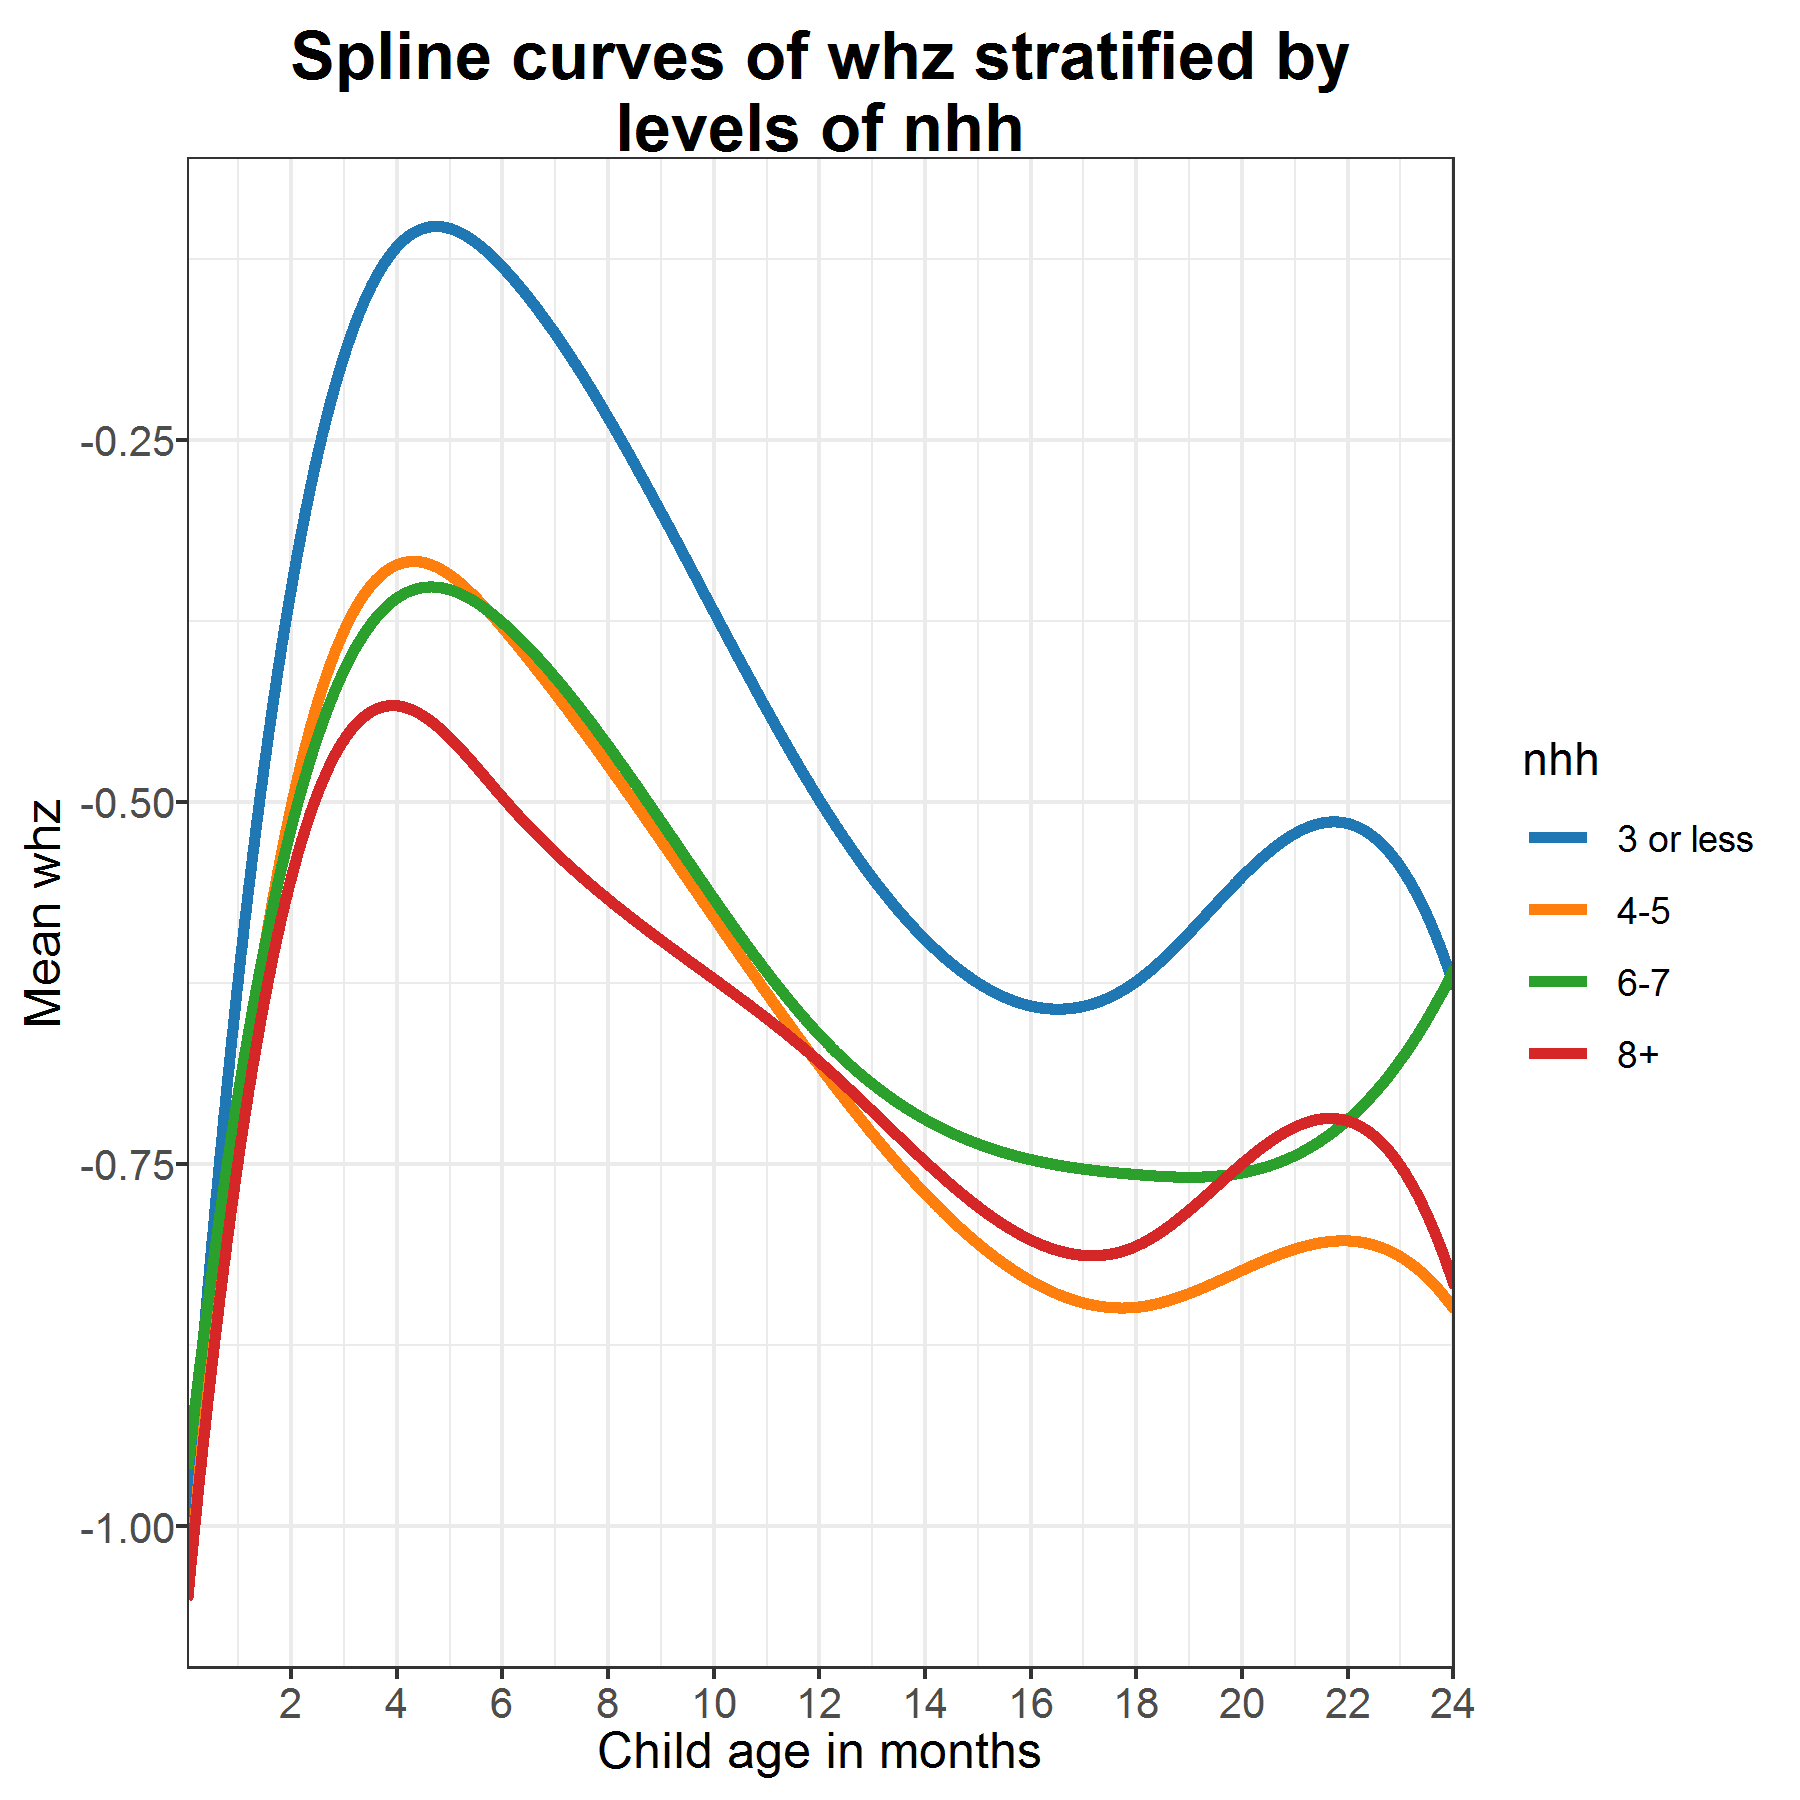 Spline curves of whz stratified by
levels of nhh
Mean whz
-0.25
-0.50
-0.75
-1.00
2 4 6 8 10 12 14 16 18 20 22 24
Child age in months
nhh
3 or less
4-5
6-7
8+